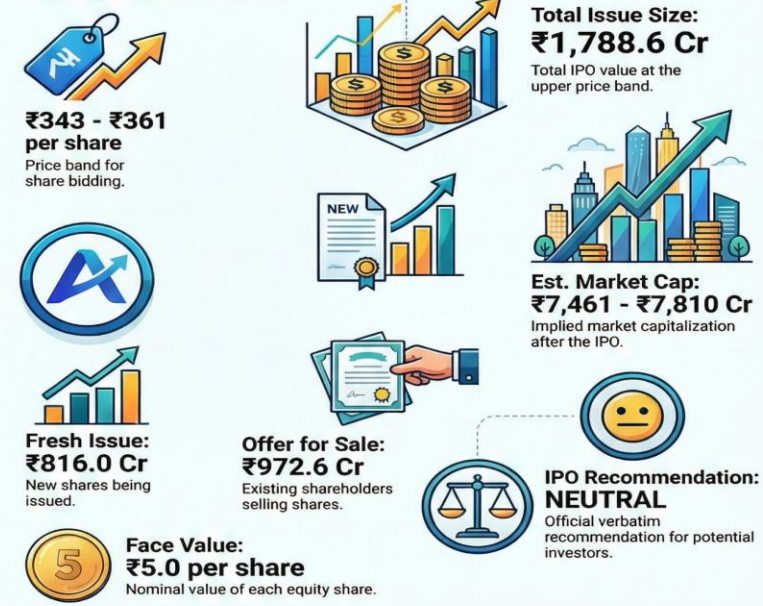 ₹343 - ₹361
per share
Price band for
share bidding.
Total Issue Size:
₹1,788.6 Cr
Total IPO value at the
upper price band.
$
$
$
$
NEW
Est. Market Cap:
₹7,461 - ₹7,810 Cr
Implied market capitalization
after the IPO.
Fresh Issue:
₹816.0 Cr
New shares being
issued.
Offer for Sale:
₹972.6 Cr
Existing shareholders
selling shares.
IPO Recommendation:
NEUTRAL
Official verbatim
recommendation for potential
investors.
5
Face Value:
₹5.0 per share
Nominal value of each equity share.